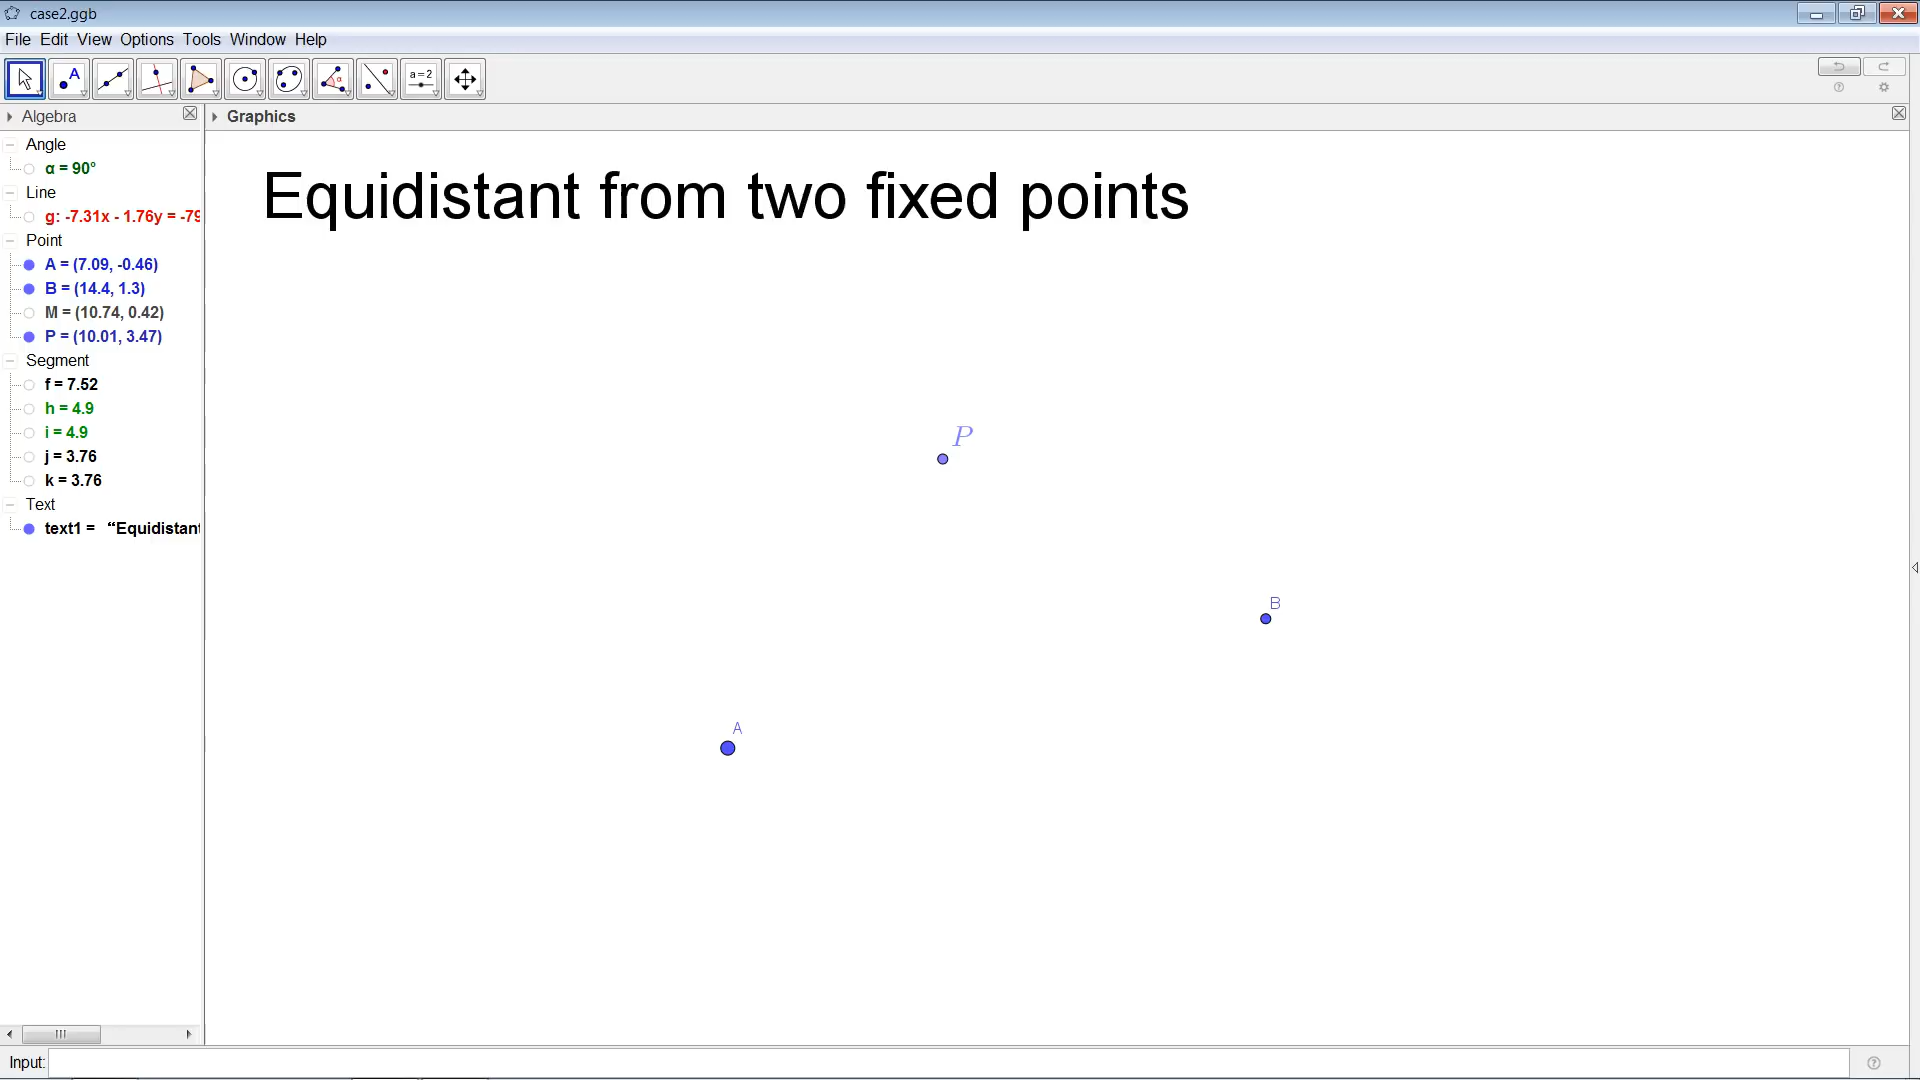 case2.ggb
File Edit View Options Tools Window Help
A
α
a=2
Algebra
Graphics
Angle
α = 90°
Line
g: -7.31x - 1.76y = -79
Point
A = (7.09, -0.46)
B = (14.4, 1.3)
M = (10.74, 0.42)
P = (10.01, 3.47)
Segment
f = 7.52
h = 4.9
i = 4.9
j = 3.76
k = 3.76
Text
text1 = “Equidistant
Equidistant from two fixed points
P
B
A
Input: